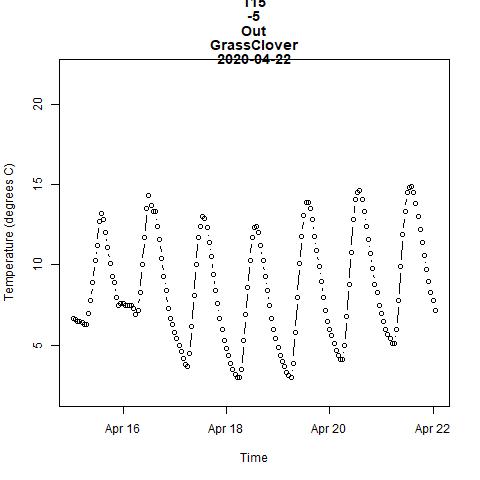 T15
-5
Out
GrassClover
2020-04-22
Temperature (degrees C)
20
15
10
5
Apr 16
Apr 18
Apr 20
Apr 22
Time